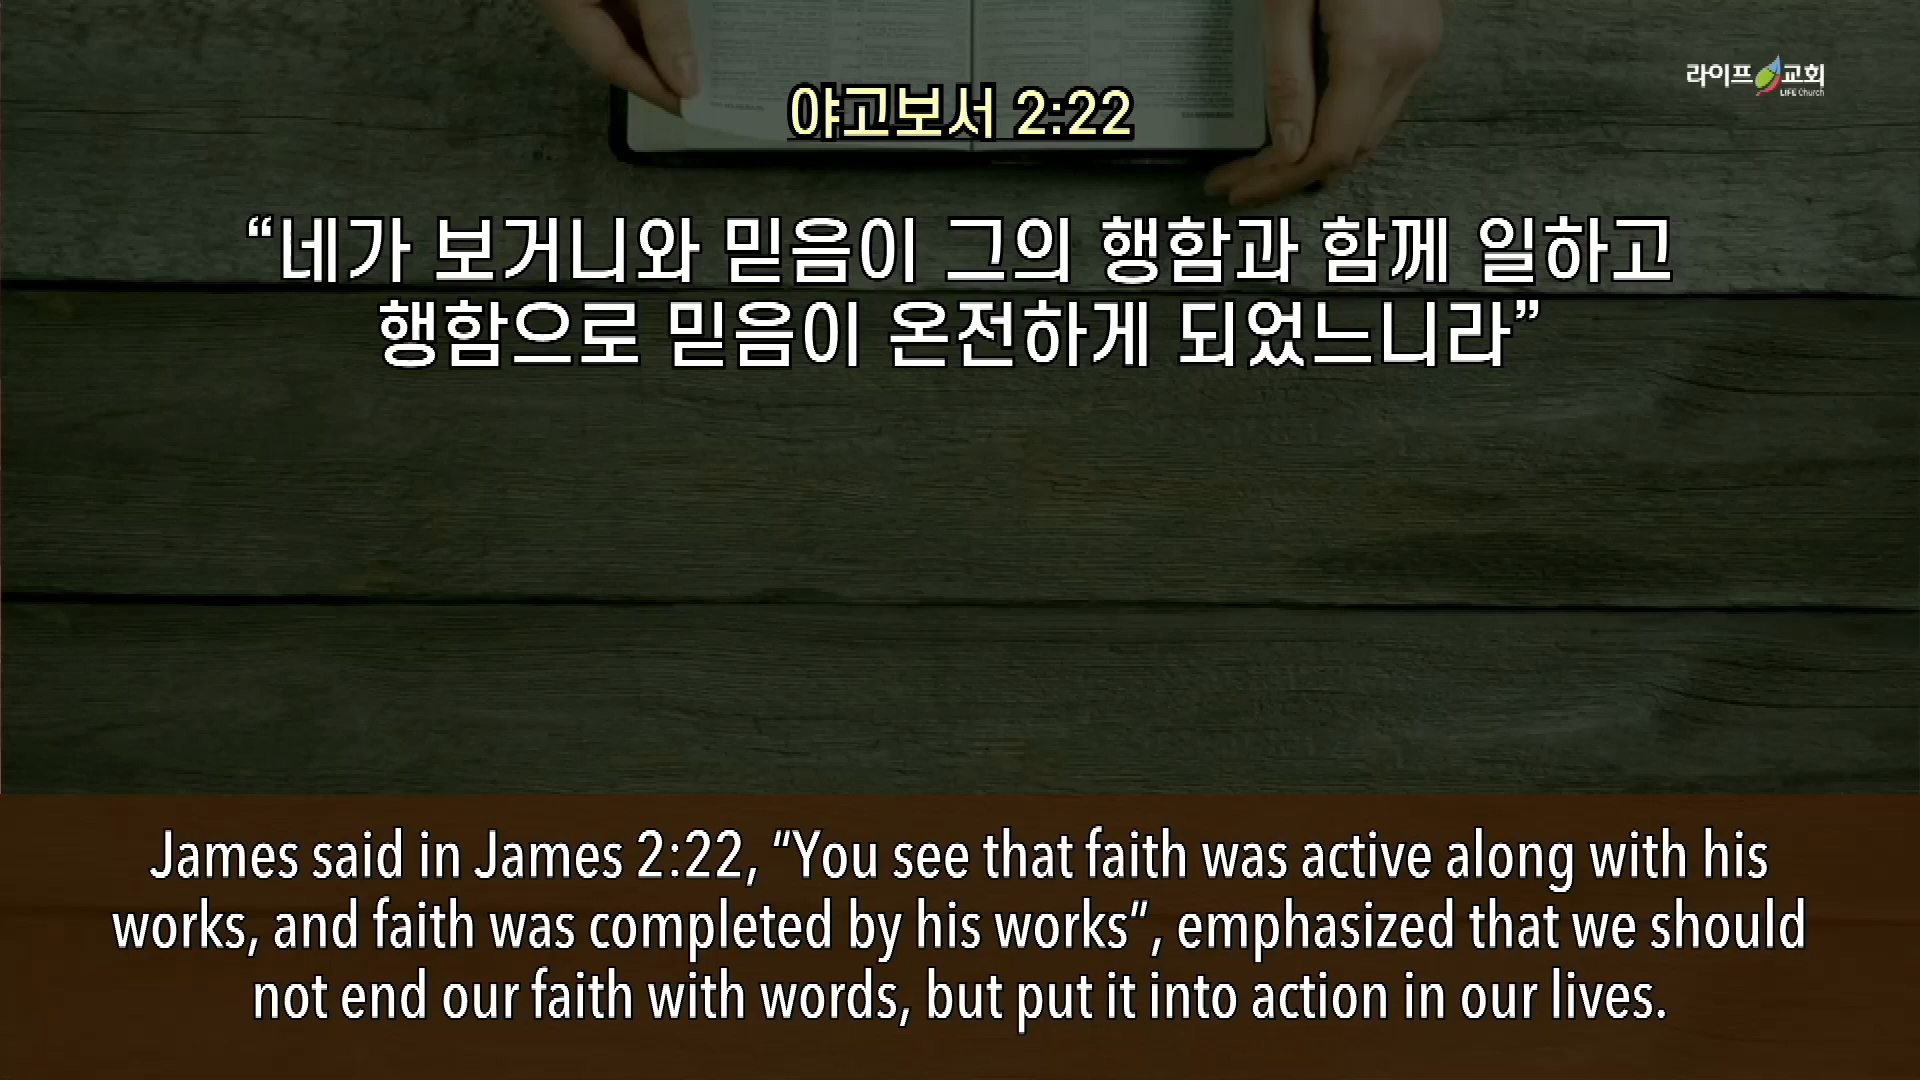 라이프 교회
LIFE Church
야고보서 2:22
“네가 보거니와 믿음이 그의 행함과 함께 일하고
행함으로 믿음이 온전하게 되었느니라”
James said in James 2:22, “You see that faith was active along with his
works, and faith was completed by his works”, emphasized that we should
not end our faith with words, but put it into action in our lives.